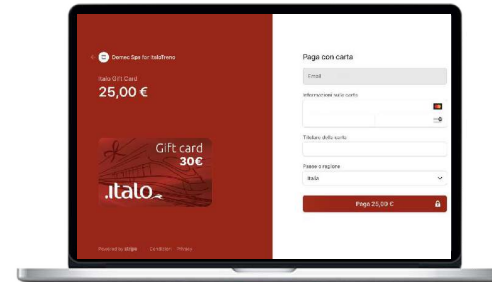 Domec Spa for ItaloTreno
Italo Gift Card
25,00 €
Gift card
30€
.italo
Powered by stripe
Condizioni
Privacy
Paga con carta
Email
Informazioni sulla carta
Titolare della carta
Paese o regione
Italia
Paga 25,00 €